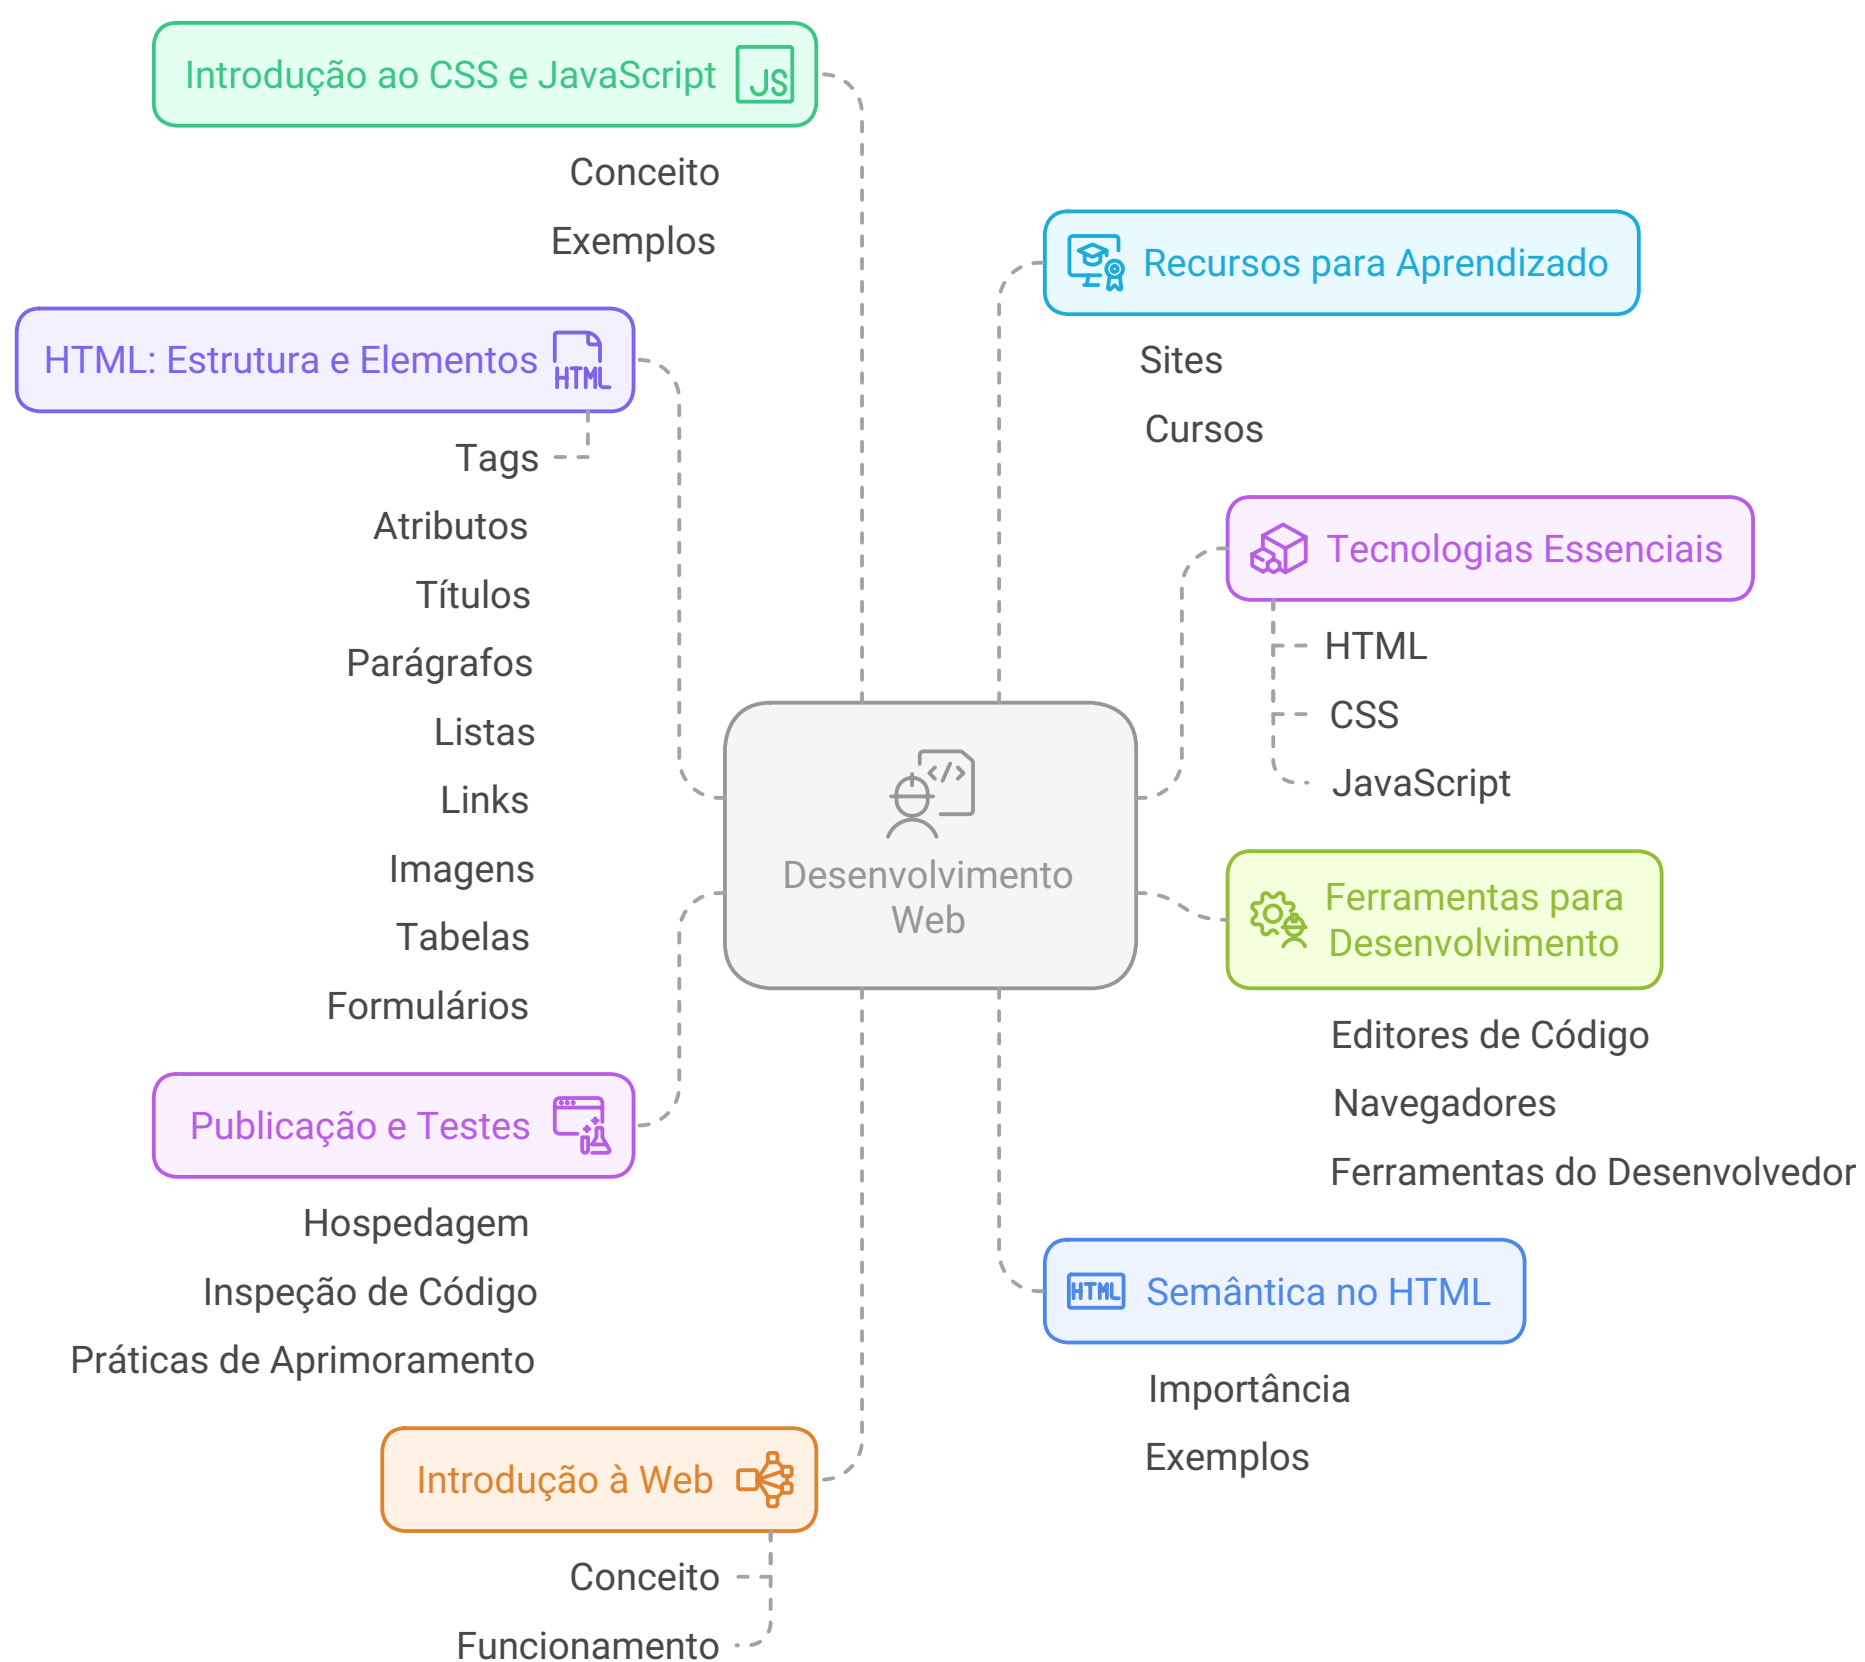 Introdução ao CSS e JavaScript
JS
Conceito
Exemplos
HTML: Estrutura e Elementos
HTML
Tags
Atributos
Títulos
Parágrafos
Listas
Links
Imagens
Tabelas
Formulários
Publicação e Testes
Hospedagem
Inspeção de Código
Práticas de Aprimoramento
Introdução à Web
Conceito
Funcionamento
</>
Desenvolvimento
Web
Recursos para Aprendizado
Sites
Cursos
Tecnologias Essenciais
HTML
CSS
JavaScript
Ferramentas para
Desenvolvimento
Editores de Código
Navegadores
Ferramentas do Desenvolvedor
HTML
Semântica no HTML
Importância
Exemplos